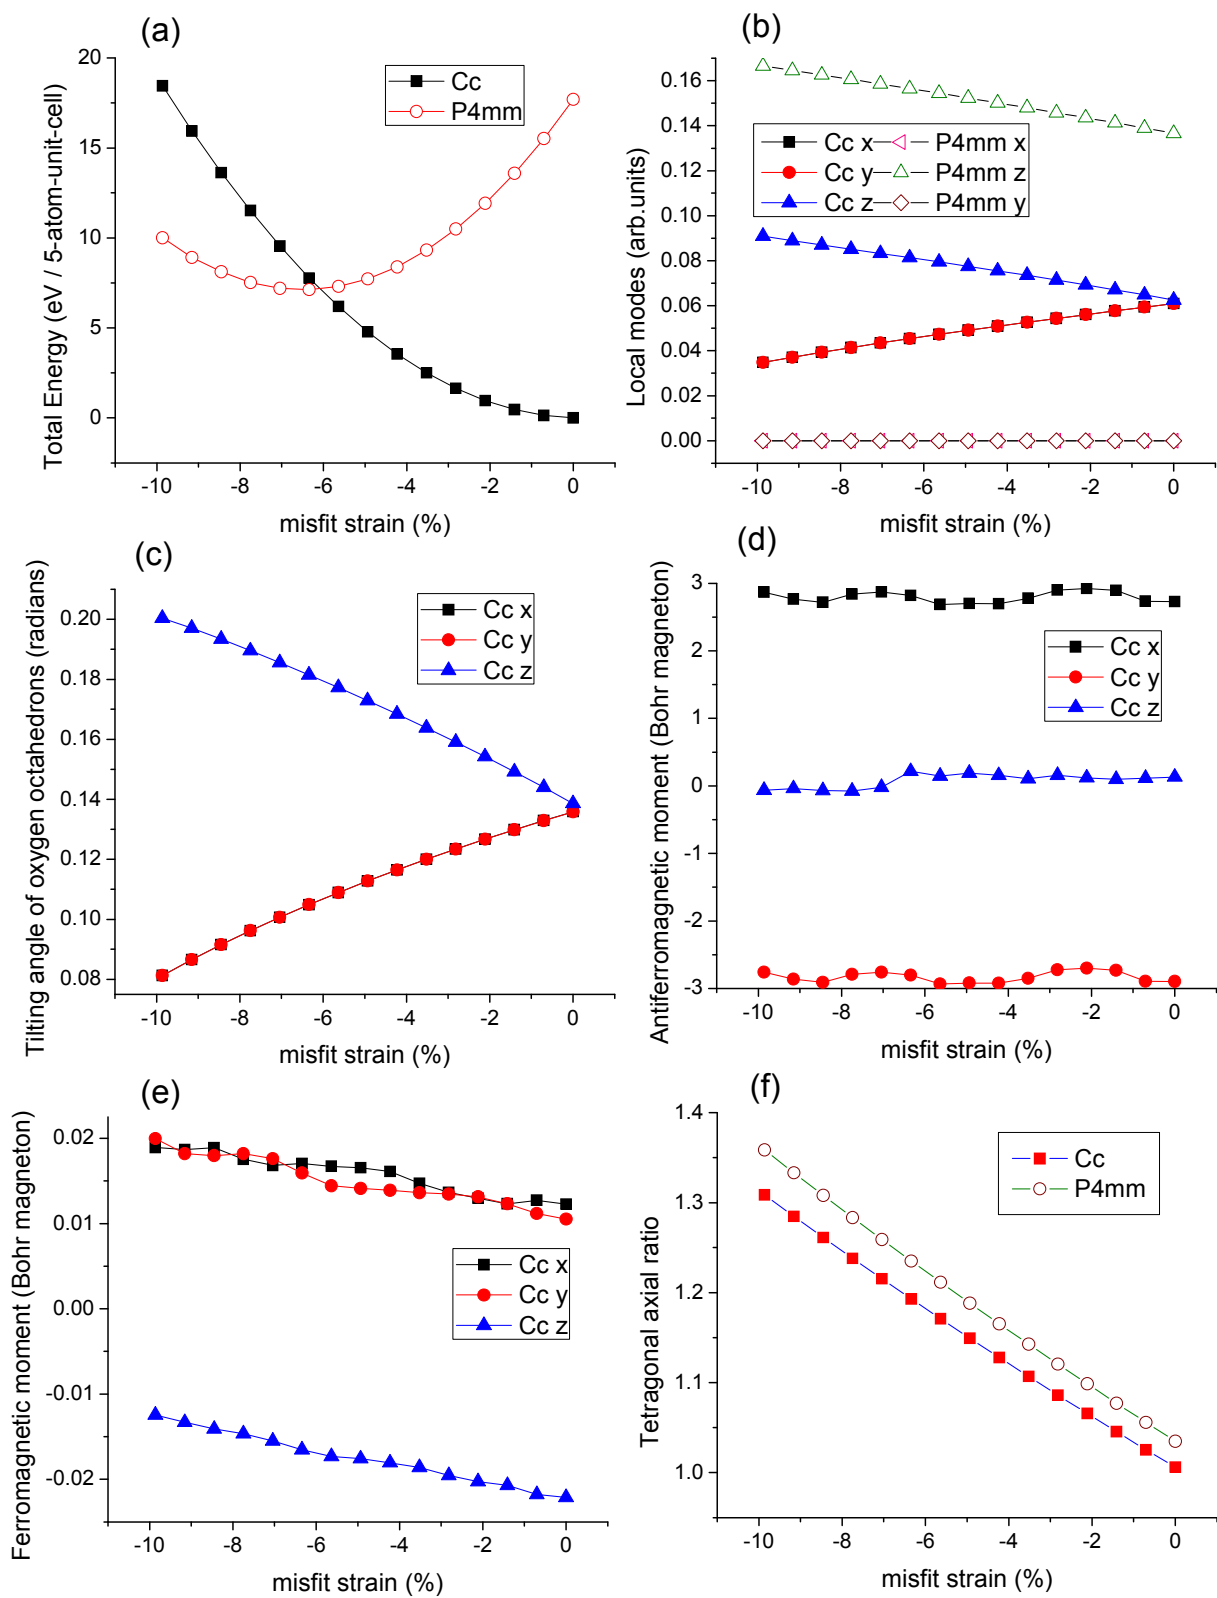 (a)
Total Energy (eV / 5-atom-unit-cell)
20
15
10
5
0
Cc
P4mm
-10 -8 -6 -4 -2 0
misfit strain (%)
(b)
Local modes (arb.units)
0.16
0.14
0.12
0.10
0.08
0.06
0.04
0.02
0.00
Cc x P4mm x
Cc y P4mm z
Cc z P4mm y
-10 -8 -6 -4 -2 0
misfit strain (%)
(c)
Tilting angle of oxygen octahedrons (radians)
0.20
0.18
0.16
0.14
0.12
0.10
0.08
Cc x
Cc y
Cc z
-10 -8 -6 -4 -2 0
misfit strain (%)
(d)
Antiferromagnetic moment (Bohr magneton)
3
2
1
0
-1
-2
-3
Cc x
Cc y
Cc z
-10 -8 -6 -4 -2 0
misfit strain (%)
(e)
Ferromagnetic moment (Bohr magneton)
0.02
0.01
0.00
-0.01
-0.02
Cc x
Cc y
Cc z
-10 -8 -6 -4 -2 0
misfit strain (%)
(f)
Tetragonal axial ratio
1.4
1.3
1.2
1.1
1.0
Cc
P4mm
-10 -8 -6 -4 -2 0
misfit strain (%)